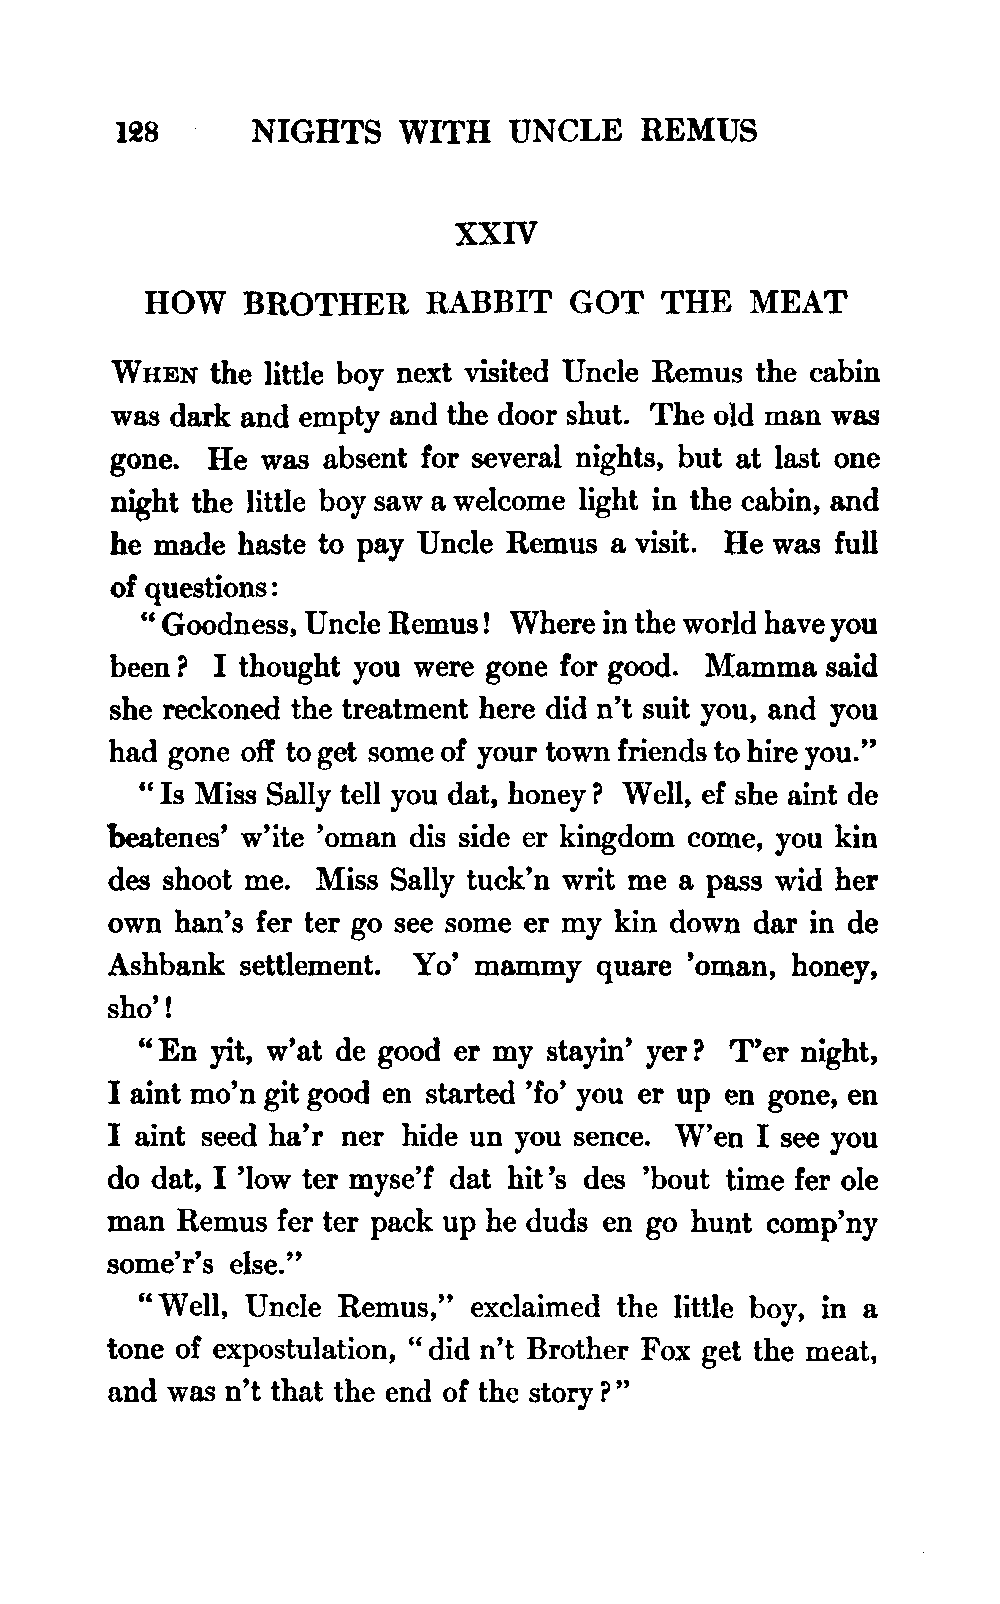 128 NIGHTS WITH UNCLE REMUS
XXIV
HOW BROTHER RABBIT GOT THE MEAT
WHEN the little boy next visited Uncle Remus the cabin
was dark and empty and the door shut. The old man was
gone. He was absent for several nights, but at last one
night the little boy saw a welcome light in the cabin, and
he made haste to pay Uncle Remus a visit. He was full
of questions:
"Goodness, Uncle Remus! Where in the world have you
been? I thought you were gone for good. Mamma said
she reckoned the treatment here did n't suit you, and you
had gone off to get some of your town friends to hire you."
"Is Miss Sally tell you dat, honey? Well, ef she aint de
beatenes' w'ite 'oman dis side er kingdom come, you kin
des shoot me. Miss Sally tuck'n writ me a pass wid her
own han's fer ter go see some er my kin down dar in de
Ashbank settlement. Yo' mammy quare 'oman, honey,
sho'!
"En yit, w'at de good er my stayin' yer? T'er night,
I aint mo'n git good en started 'fo' you er up en gone, en
I aint seed ha'r ner hide un you sence. W'en I see you
do dat, I 'low ter myse'f dat hit's des 'bout time fer ole
man Remus fer ter pack up he duds en go hunt comp'ny
some'r's else."
"Well, Uncle Remus," exclaimed the little boy, in a
tone of expostulation, "did n't Brother Fox get the meat,
and was n't that the end of the story?"